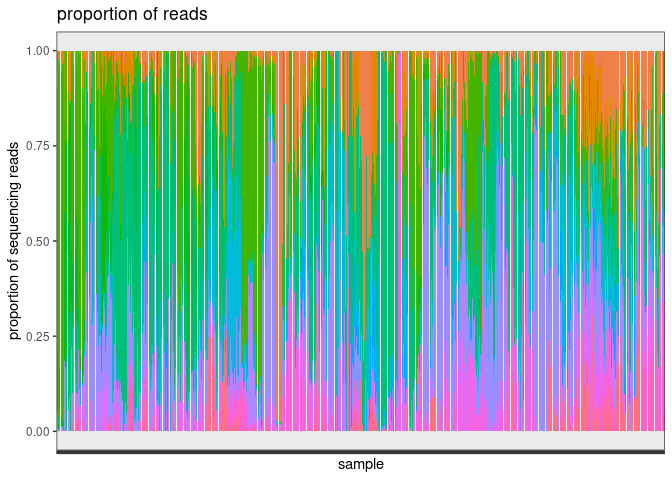 proportion of reads
1.00
0.75
0.50
0.25
0.00
proportion of sequencing reads
sample